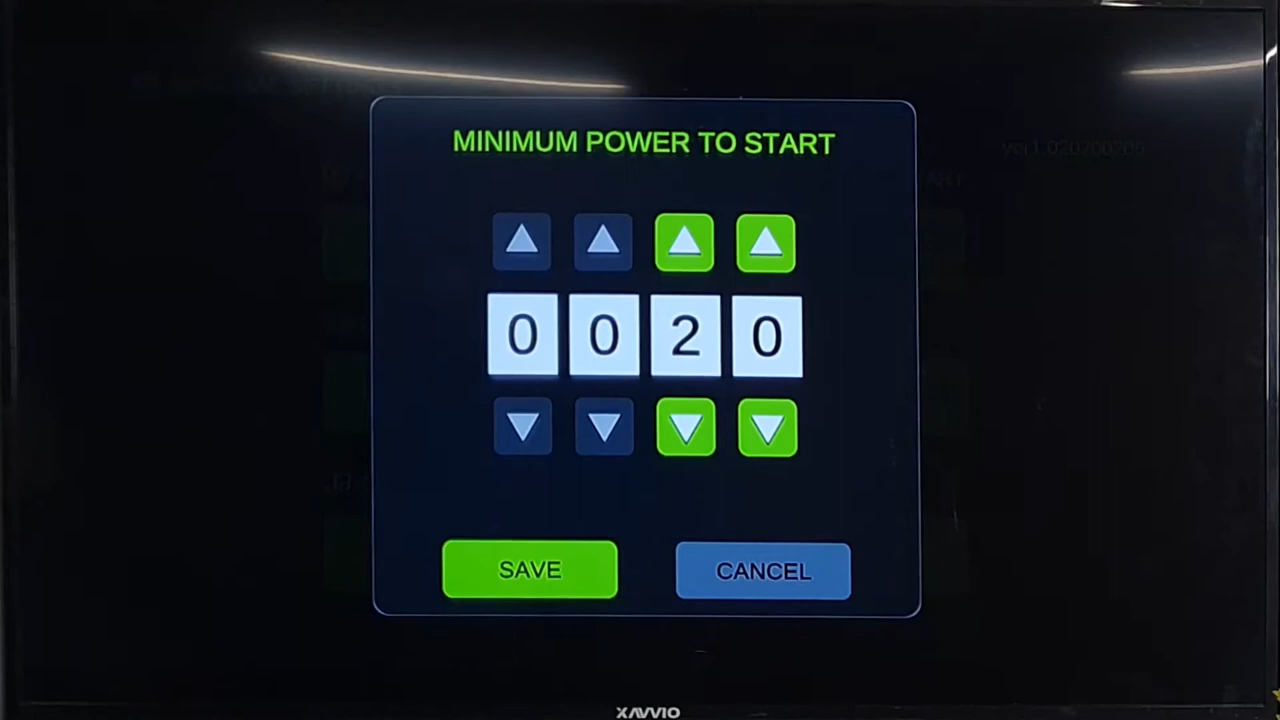 MINIMUM POWER TO START
0 0 2 0
SAVE CANCEL
XAVVIO